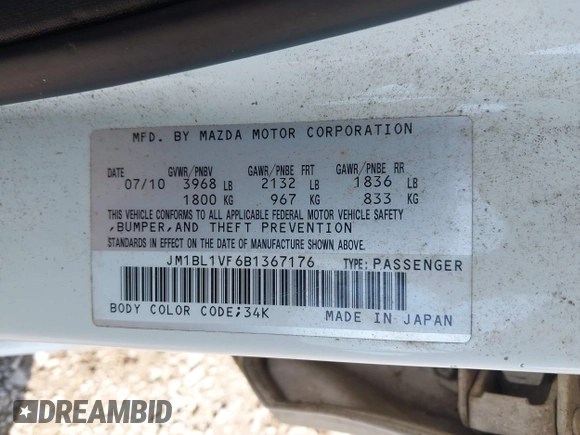 MFD. BY MAZDA MOTOR CORPORATION
DATE GVWR/PNBV GAWR/PNBE FRT GAWR/PNBE RR
07/10 3968 LB 2132 LB 1836 LB
1800 KG 967 KG 833 KG
THIS VEHICLE CONFORMS TO ALL APPLICABLE FEDERAL MOTOR VEHICLE SAFETY
,BUMPER,AND THEFT PREVENTION
STANDARDS IN EFFECT ON THE DATE OF MANUFACTURE SHOWN ABOVE.
JM1BL1VF6B1367176 TYPE:PASSENGER
BODY COLOR CODE;34K MADE IN JAPAN
DREAMBID